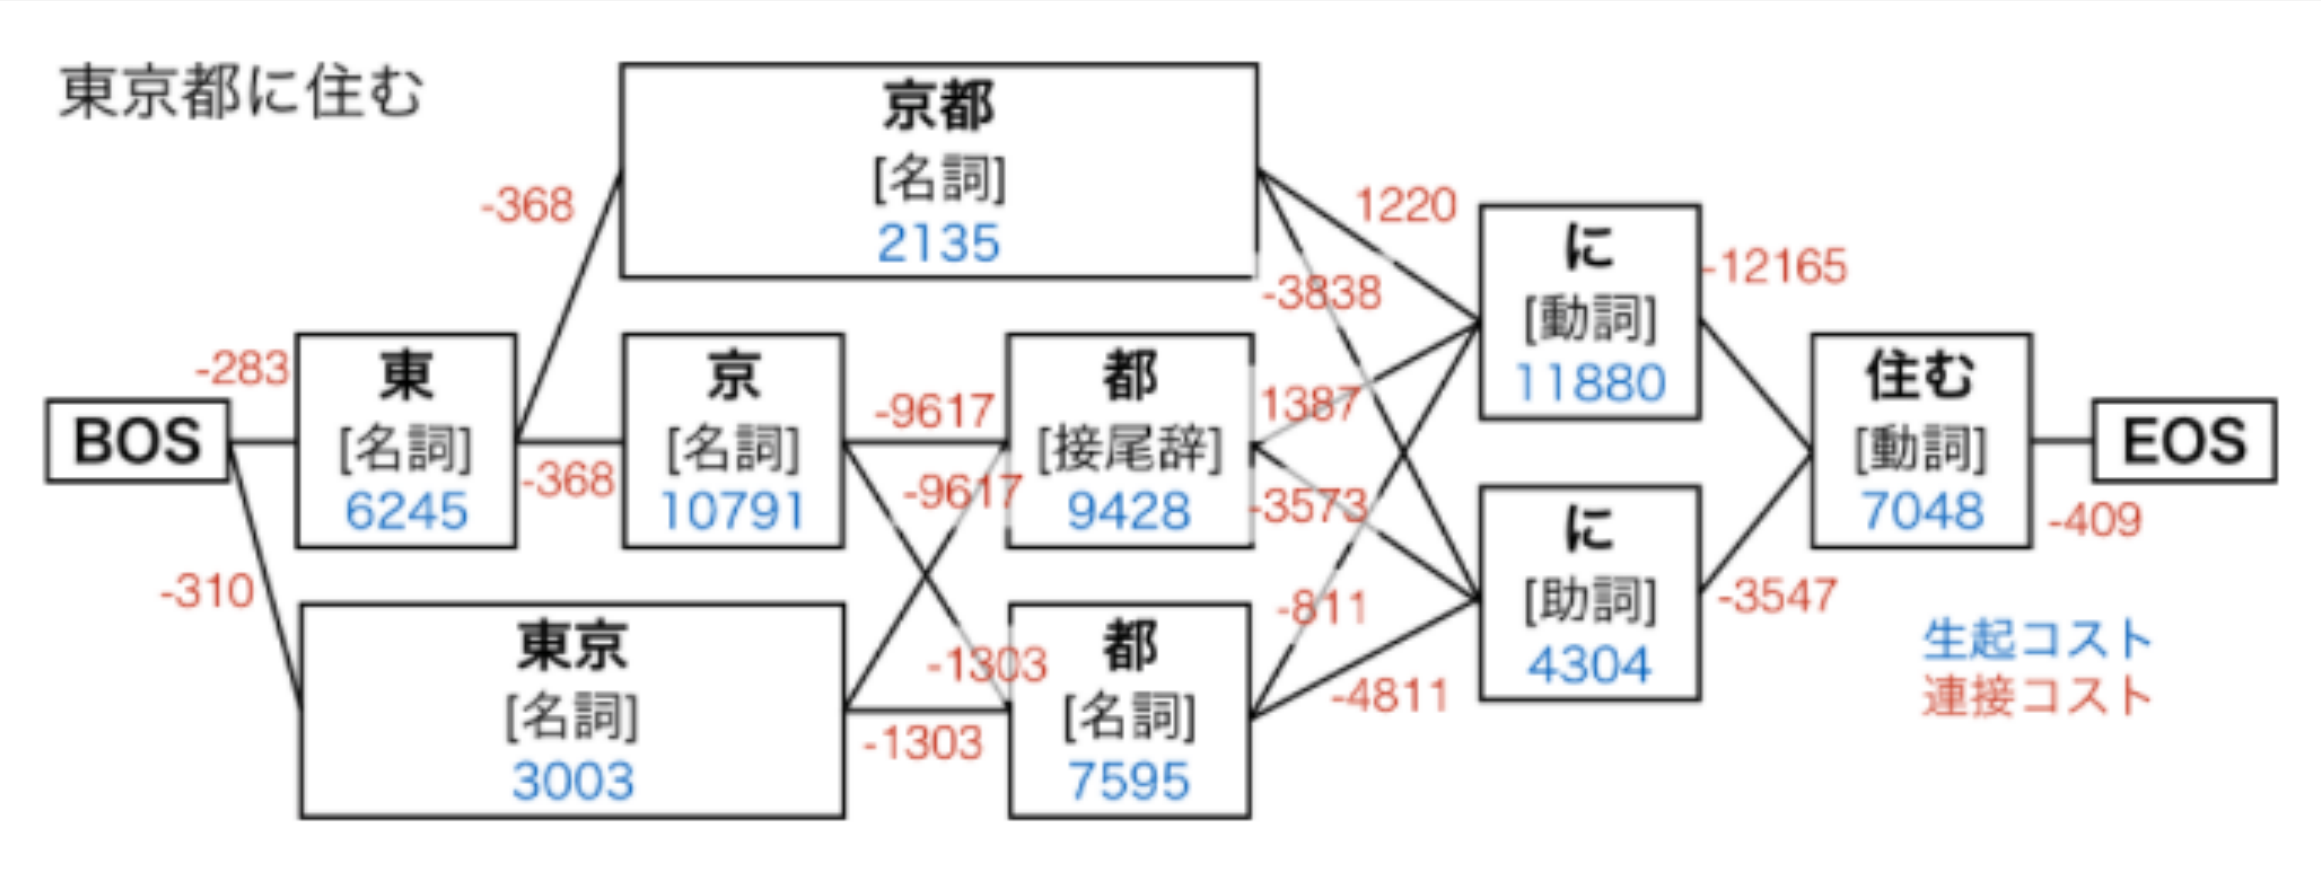 東京都に住む
京都
[名詞]
2135
-368
1220
-3838
に
[動詞]
11880
-12165
-283
BOS
東
[名詞]
6245
-368
京
[名詞]
10791
-9617
-9617
都
[接尾辞]
9428
1387
-3573
住む
[動詞]
7048
EOS
-409
-310
東京
[名詞]
3003
-1303
-1303
都
[名詞]
7595
-811
-4811
に
[助詞]
4304
-3547
生起コスト
連接コスト